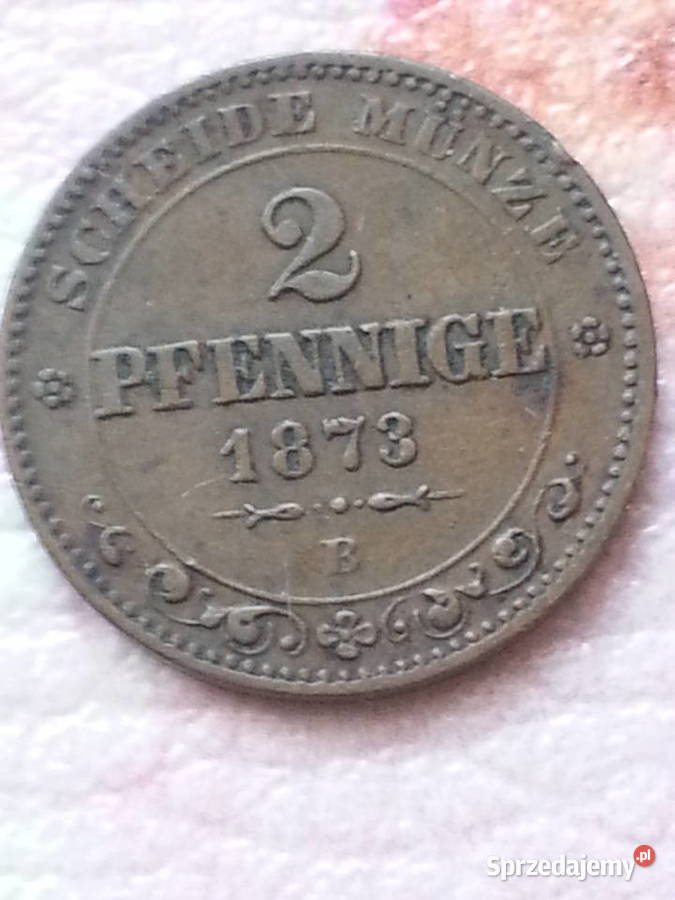 SCHEIDE MÜNZE
2
PFENNIGE
1873
B
Sprzedajemy.pl